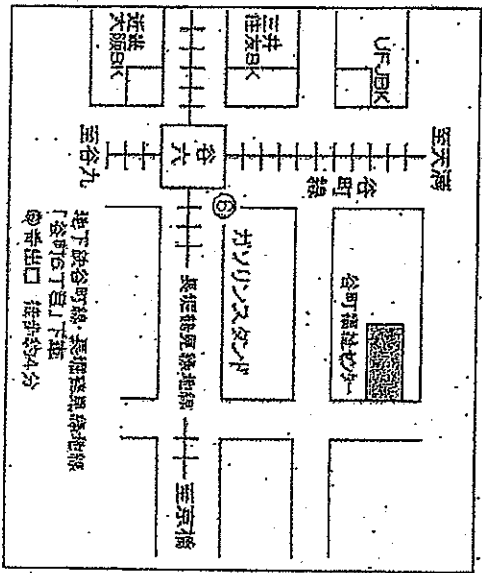 至天満
谷町線
UFJBK
三井
住友BK
近畿
大阪BK
谷六
至谷九
⑥
ガソリンスタンド
谷町福祉センター
長堀鶴見緑地線
至京橋
地下鉄谷町線・長堀鶴見緑地線
「谷町6丁目」下車
⑥番出口 徒歩約4分